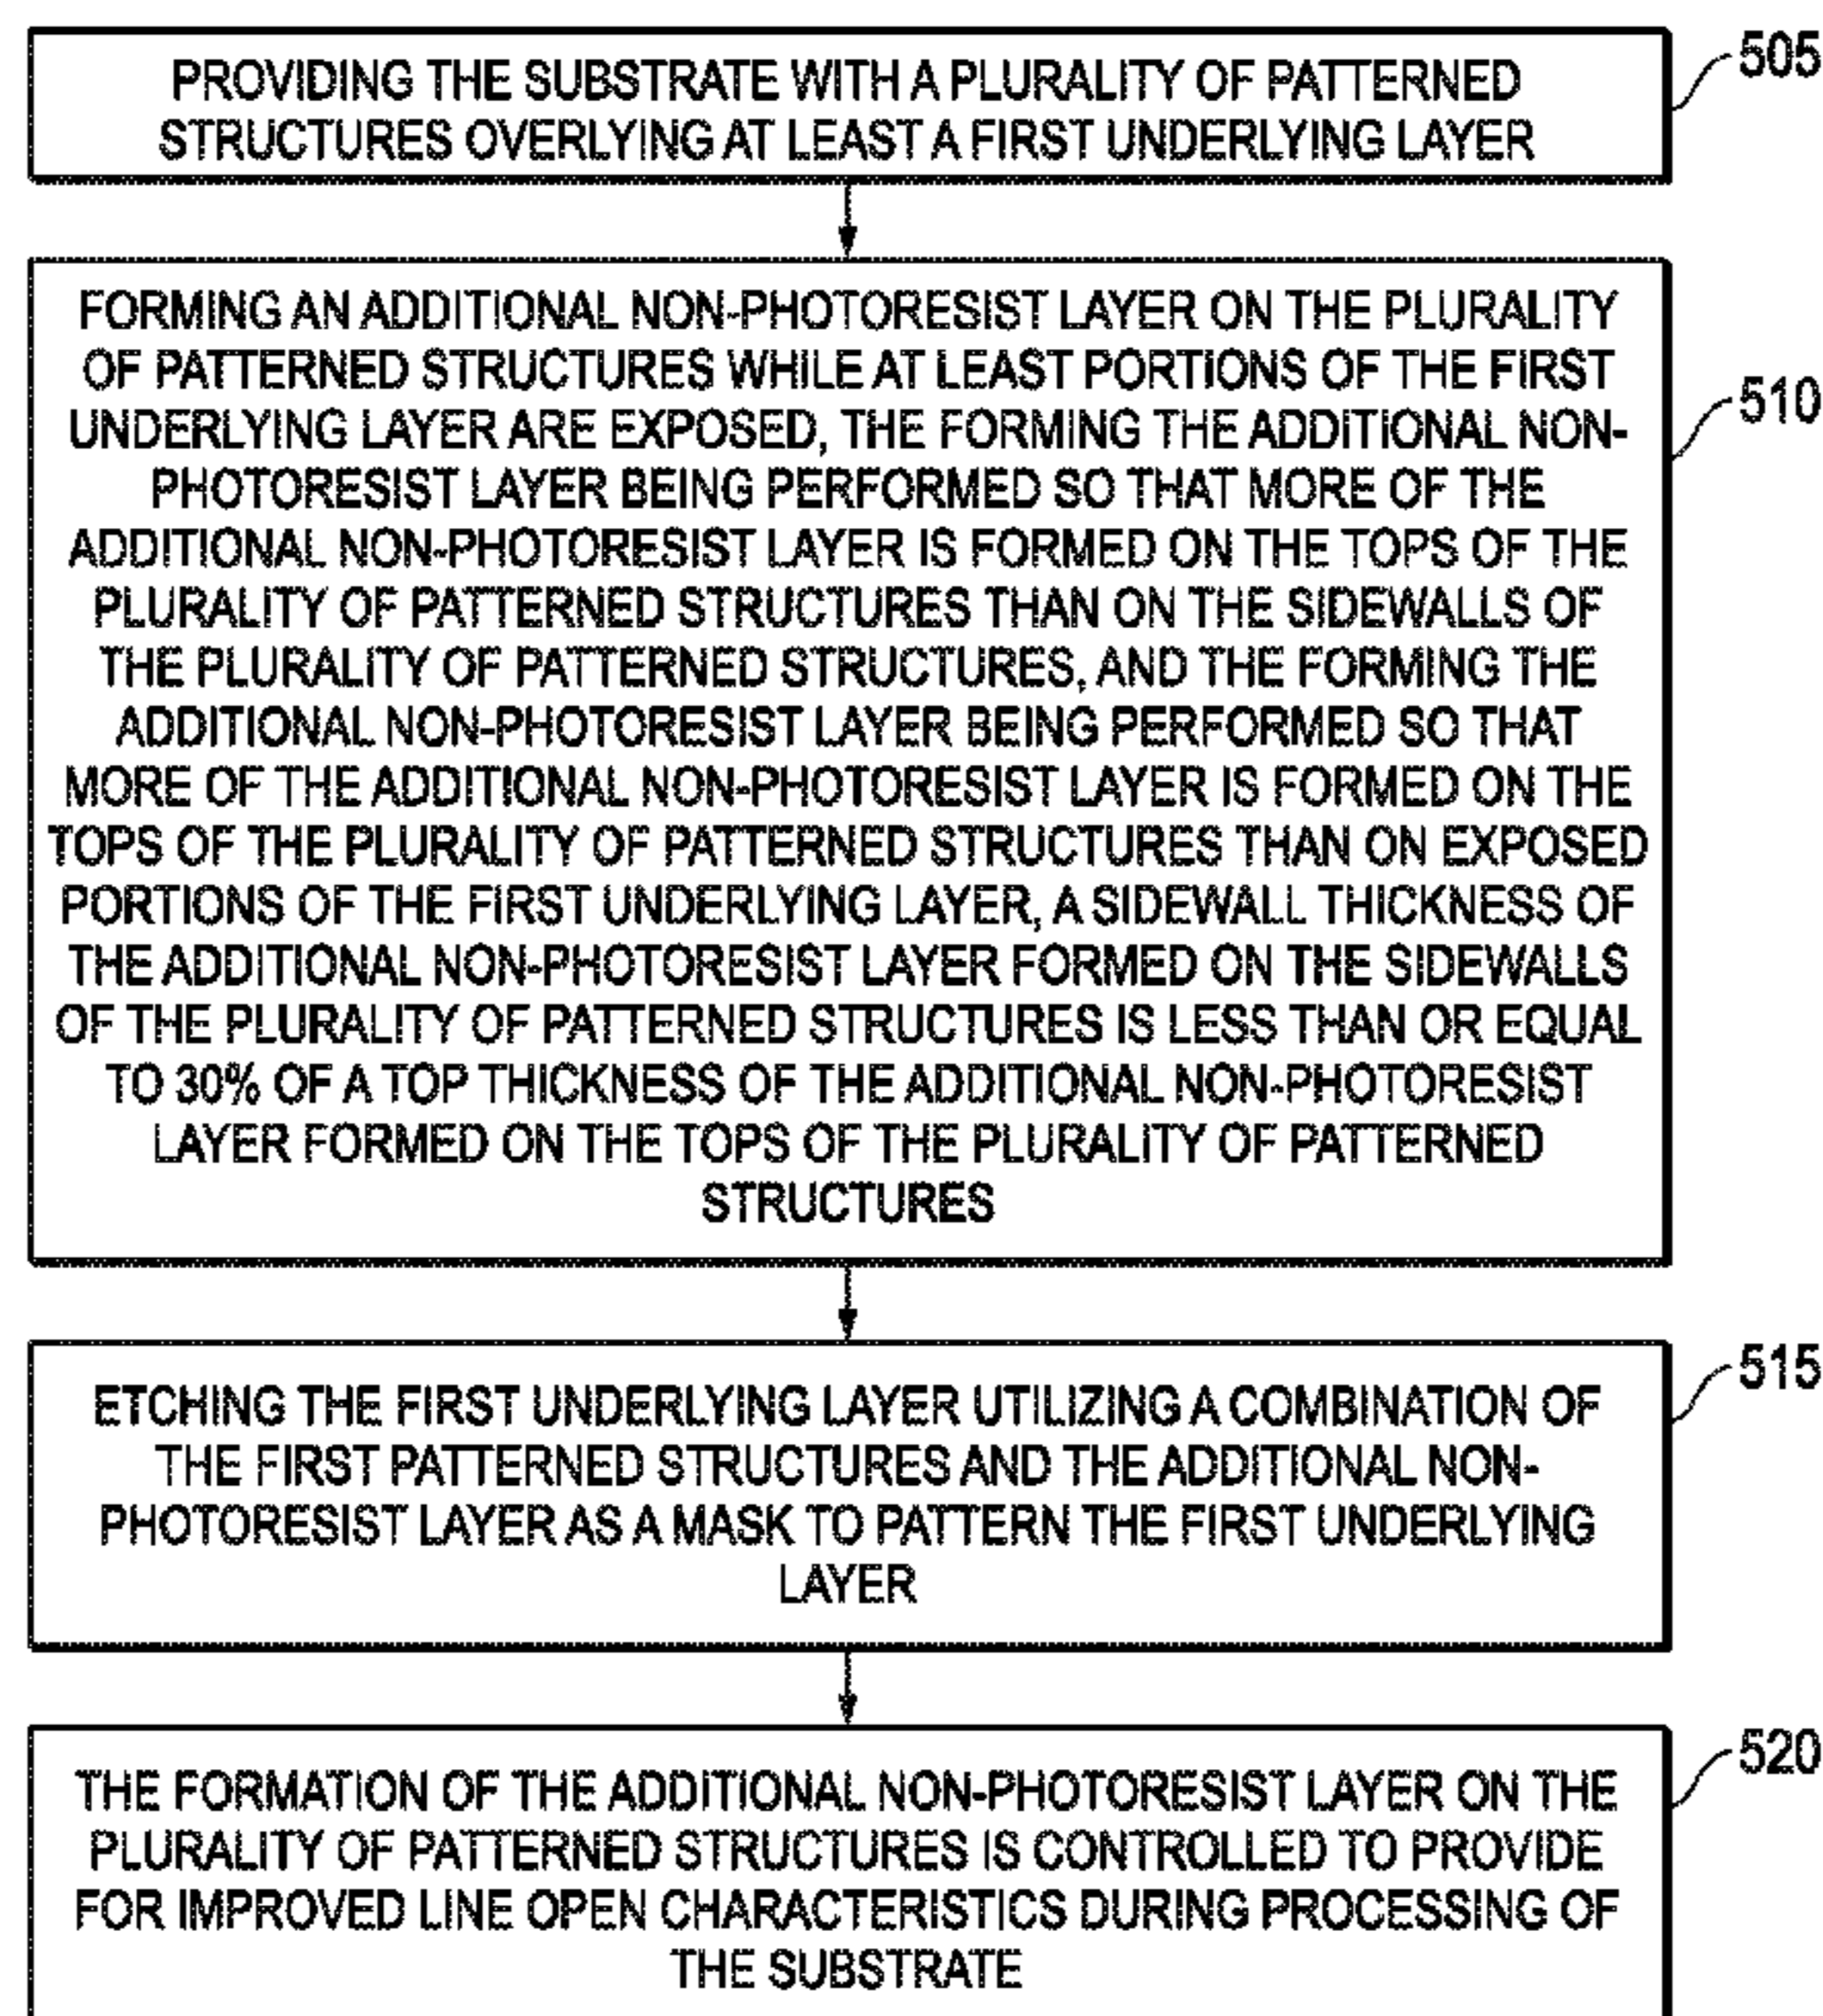 PROVIDING THE SUBSTRATE WITH A PLURALITY OF PATTERNED
STRUCTURES OVERLYING AT LEAST A FIRST UNDERLYING LAYER
505
FORMING AN ADDITIONAL NON-PHOTORESIST LAYER ON THE PLURALITY
OF PATTERNED STRUCTURES WHILE AT LEAST PORTIONS OF THE FIRST
UNDERLYING LAYER ARE EXPOSED, THE FORMING THE ADDITIONAL NON-
PHOTORESIST LAYER BEING PERFORMED SO THAT MORE OF THE
ADDITIONAL NON-PHOTORESIST LAYER IS FORMED ON THE TOPS OF THE
PLURALITY OF PATTERNED STRUCTURES THAN ON THE SIDEWALLS OF
THE PLURALITY OF PATTERNED STRUCTURES, AND THE FORMING THE
ADDITIONAL NON-PHOTORESIST LAYER BEING PERFORMED SO THAT
MORE OF THE ADDITIONAL NON-PHOTORESIST LAYER IS FORMED ON THE
TOPS OF THE PLURALITY OF PATTERNED STRUCTURES THAN ON EXPOSED
PORTIONS OF THE FIRST UNDERLYING LAYER, A SIDEWALL THICKNESS OF
THE ADDITIONAL NON-PHOTORESIST LAYER FORMED ON THE SIDEWALLS
OF THE PLURALITY OF PATTERNED STRUCTURES IS LESS THAN OR EQUAL
TO 30% OF A TOP THICKNESS OF THE ADDITIONAL NON-PHOTORESIST
LAYER FORMED ON THE TOPS OF THE PLURALITY OF PATTERNED
STRUCTURES
510
ETCHING THE FIRST UNDERLYING LAYER UTILIZING A COMBINATION OF
THE FIRST PATTERNED STRUCTURES AND THE ADDITIONAL NON-
PHOTORESIST LAYER AS A MASK TO PATTERN THE FIRST UNDERLYING
LAYER
515
THE FORMATION OF THE ADDITIONAL NON-PHOTORESIST LAYER ON THE
PLURALITY OF PATTERNED STRUCTURES IS CONTROLLED TO PROVIDE
FOR IMPROVED LINE OPEN CHARACTERISTICS DURING PROCESSING OF
THE SUBSTRATE
520